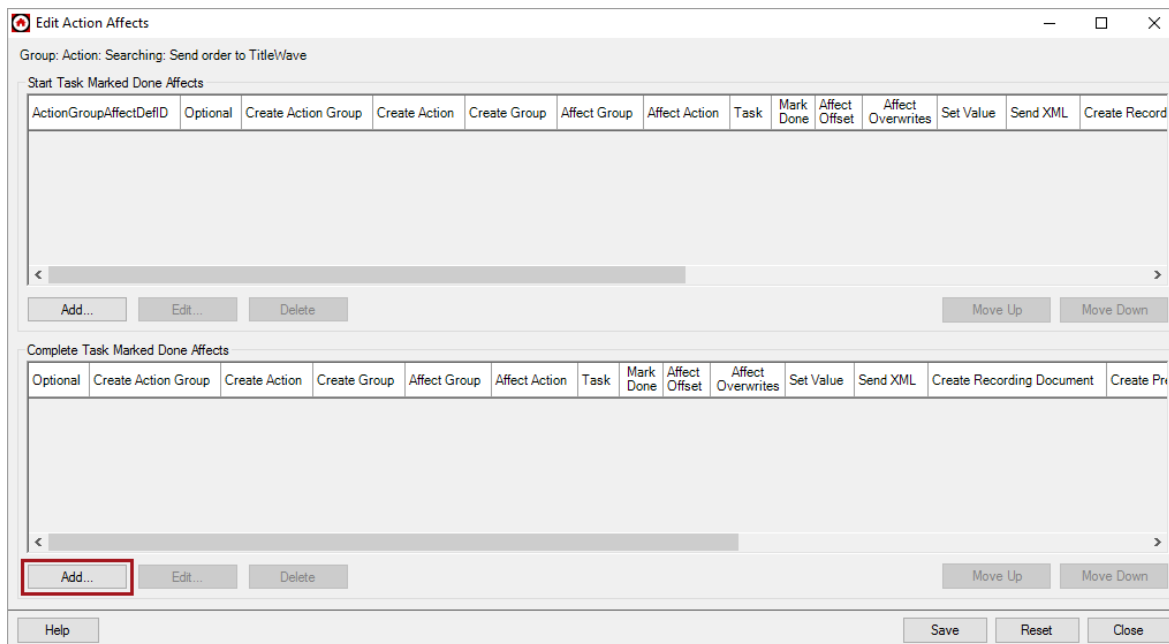 Edit Action Affects
Group: Action: Searching: Send order to TitleWave
Start Task Marked Done Affects
ActionGroupAffectDefID Optional Create Action Group Create Action Create Group Affect Group Affect Action Task Mark Done Affect Offset Affect Overwrites Set Value Send XML Create Record
Add... Edit... Delete Move Up Move Down
Complete Task Marked Done Affects
Optional Create Action Group Create Action Create Group Affect Group Affect Action Task Mark Done Affect Offset Affect Overwrites Set Value Send XML Create Recording Document Create Pr
Add... Edit... Delete Move Up Move Down
Help Save Reset Close